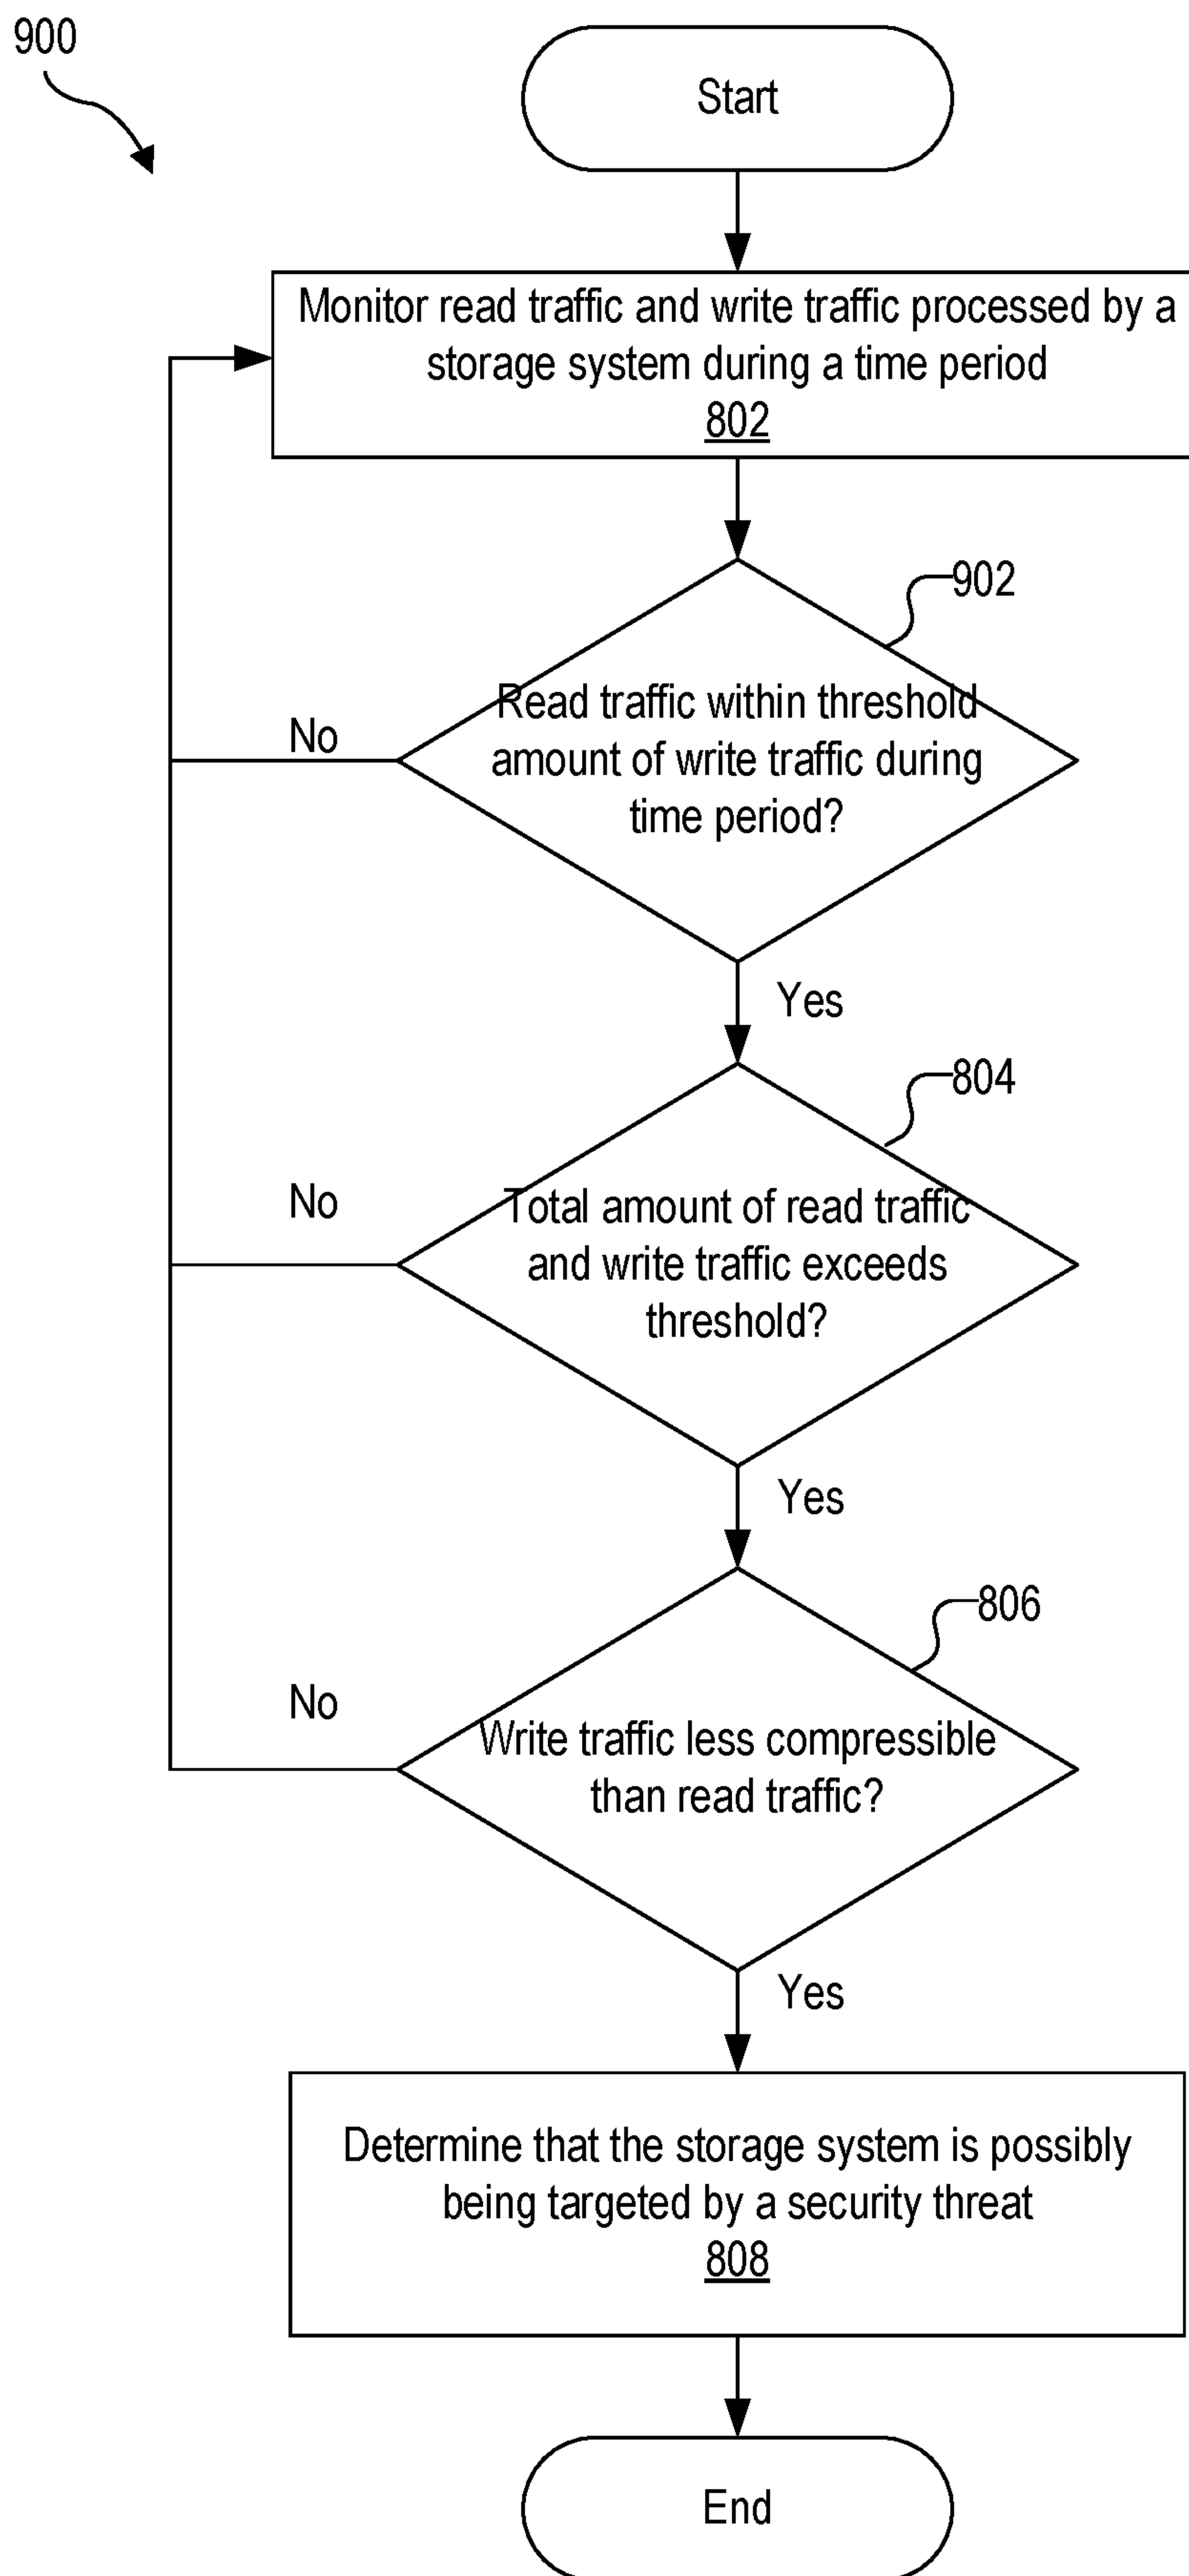 900
Start
Monitor read traffic and write traffic processed by a
storage system during a time period
802
902
Read traffic within threshold
amount of write traffic during
time period?
No
Yes
804
Total amount of read traffic
and write traffic exceeds
threshold?
No
Yes
806
Write traffic less compressible
than read traffic?
No
Yes
Determine that the storage system is possibly
being targeted by a security threat
808
End